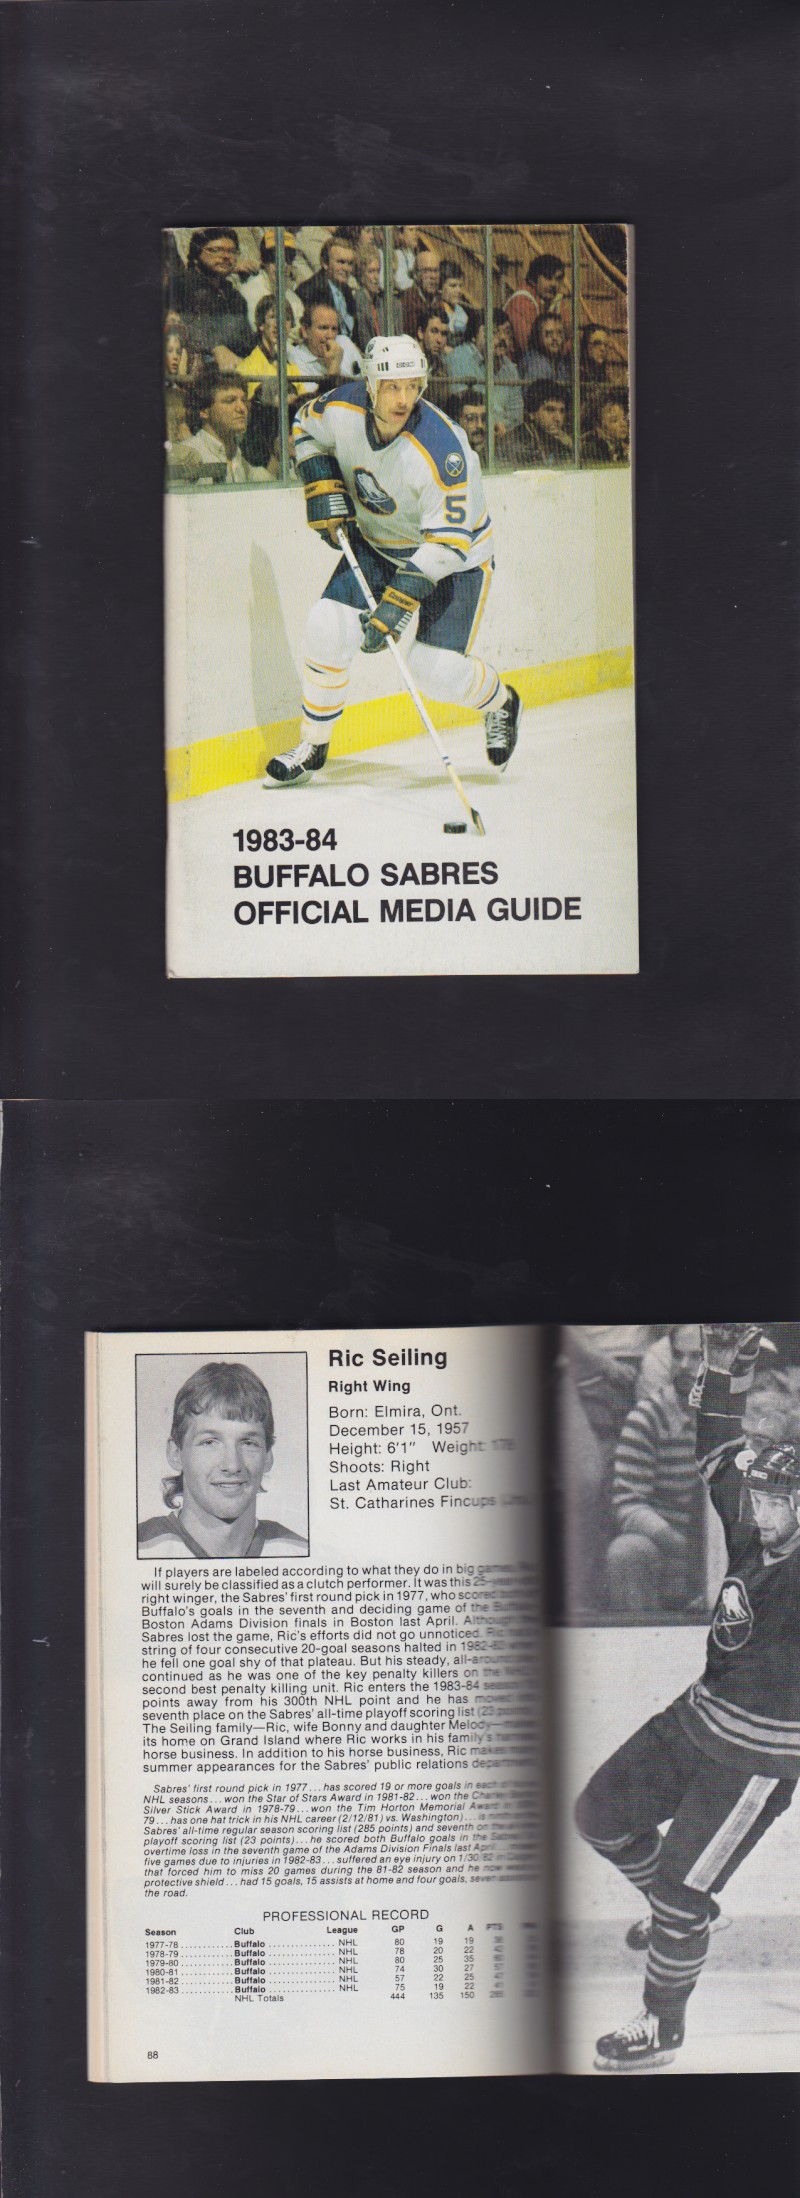 5
Cooper
1983-84
BUFFALO SABRES
OFFICIAL MEDIA GUIDE
Ric Seiling
Right Wing
Born: Elmira, Ont.
December 15, 1957
Height: 6'1" Weight:
Shoots: Right
Last Amateur Club:
St. Catharines Fincups
If players are labeled according to what they do in big games,
will surely be classified as a clutch performer. It was this
right winger, the Sabres' first round pick in 1977, who scored
Buffalo's goals in the seventh and deciding game of the
Boston Adams Division finals in Boston last April. Although
Sabres lost the game, Ric's efforts did not go unnoticed.
string of four consecutive 20-goal seasons halted in 1982-83
he fell one goal shy of that plateau. But his steady, all-around
continued as he was one of the key penalty killers on the
second best penalty killing unit. Ric enters the 1983-84 season
points away from his 300th NHL point and he has moved
seventh place on the Sabres' all-time playoff scoring list (23
The Seiling family—Ric, wife Bonny and daughter Melody—
its home on Grand Island where Ric works in his family's
horse business. In addition to his horse business, Ric makes
summer appearances for the Sabres' public relations department.
Sabres' first round pick in 1977...has scored 19 or more goals in each
NHL seasons...won the Star of Stars Award in 1981-82...won the
Silver Stick Award in 1978-79...won the Tim Horton Memorial Award
79...has one hat trick in his NHL career (2/12/81) vs. Washington)...
Sabres' all-time regular season scoring list (285 points) and seventh on
playoff scoring list (23 points)...he scored both Buffalo goals in the
overtime loss in the seventh game of the Adams Division Finals last April
five games due to injuries in 1982-83...suffered an eye injury on 1/30/82
that forced him to miss 20 games during the 81-82 season and he now
protective shield...had 15 goals, 15 assists at home and four goals, seven
the road.
PROFESSIONAL RECORD
Season Club League GP G A PTS
1977-78 Buffalo NHL 80 19 19 38
1978-79 Buffalo NHL 78 20 22 42
1979-80 Buffalo NHL 80 25 35 60
1980-81 Buffalo NHL 74 30 27 57
1981-82 Buffalo NHL 57 22 25 47
1982-83 Buffalo NHL 75 19 22 41
NHL Totals 444 135 150 285
88